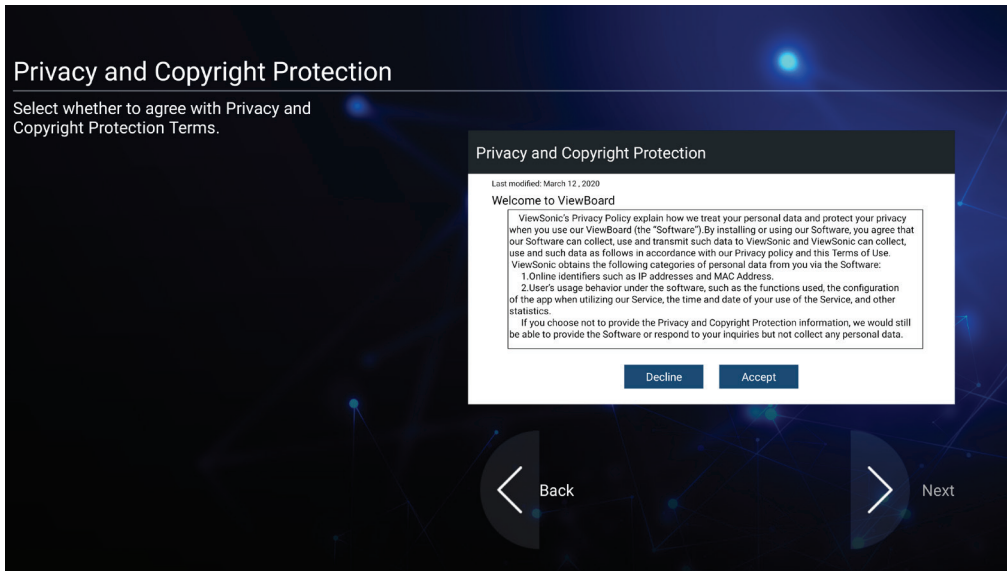 Privacy and Copyright Protection
Select whether to agree with Privacy and
Copyright Protection Terms.
Privacy and Copyright Protection
Last modified: March 12 , 2020
Welcome to ViewBoard
ViewSonic's Privacy Policy explain how we treat your personal data and protect your privacy
when you use our ViewBoard (the “Software”).By installing or using our Software, you agree that
our Software can collect, use and transmit such data to ViewSonic and ViewSonic can collect,
use and such data as follows in accordance with our Privacy policy and this Terms of Use.
ViewSonic obtains the following categories of personal data from you via the Software:
1.Online identifiers such as IP addresses and MAC Address.
2.User's usage behavior under the software, such as the functions used, the configuration
of the app when utilizing our Service, the time and date of your use of the Service, and other
statistics.
If you choose not to provide the Privacy and Copyright Protection information, we would still
be able to provide the Software or respond to your inquiries but not collect any personal data.
Decline
Accept
Back
Next